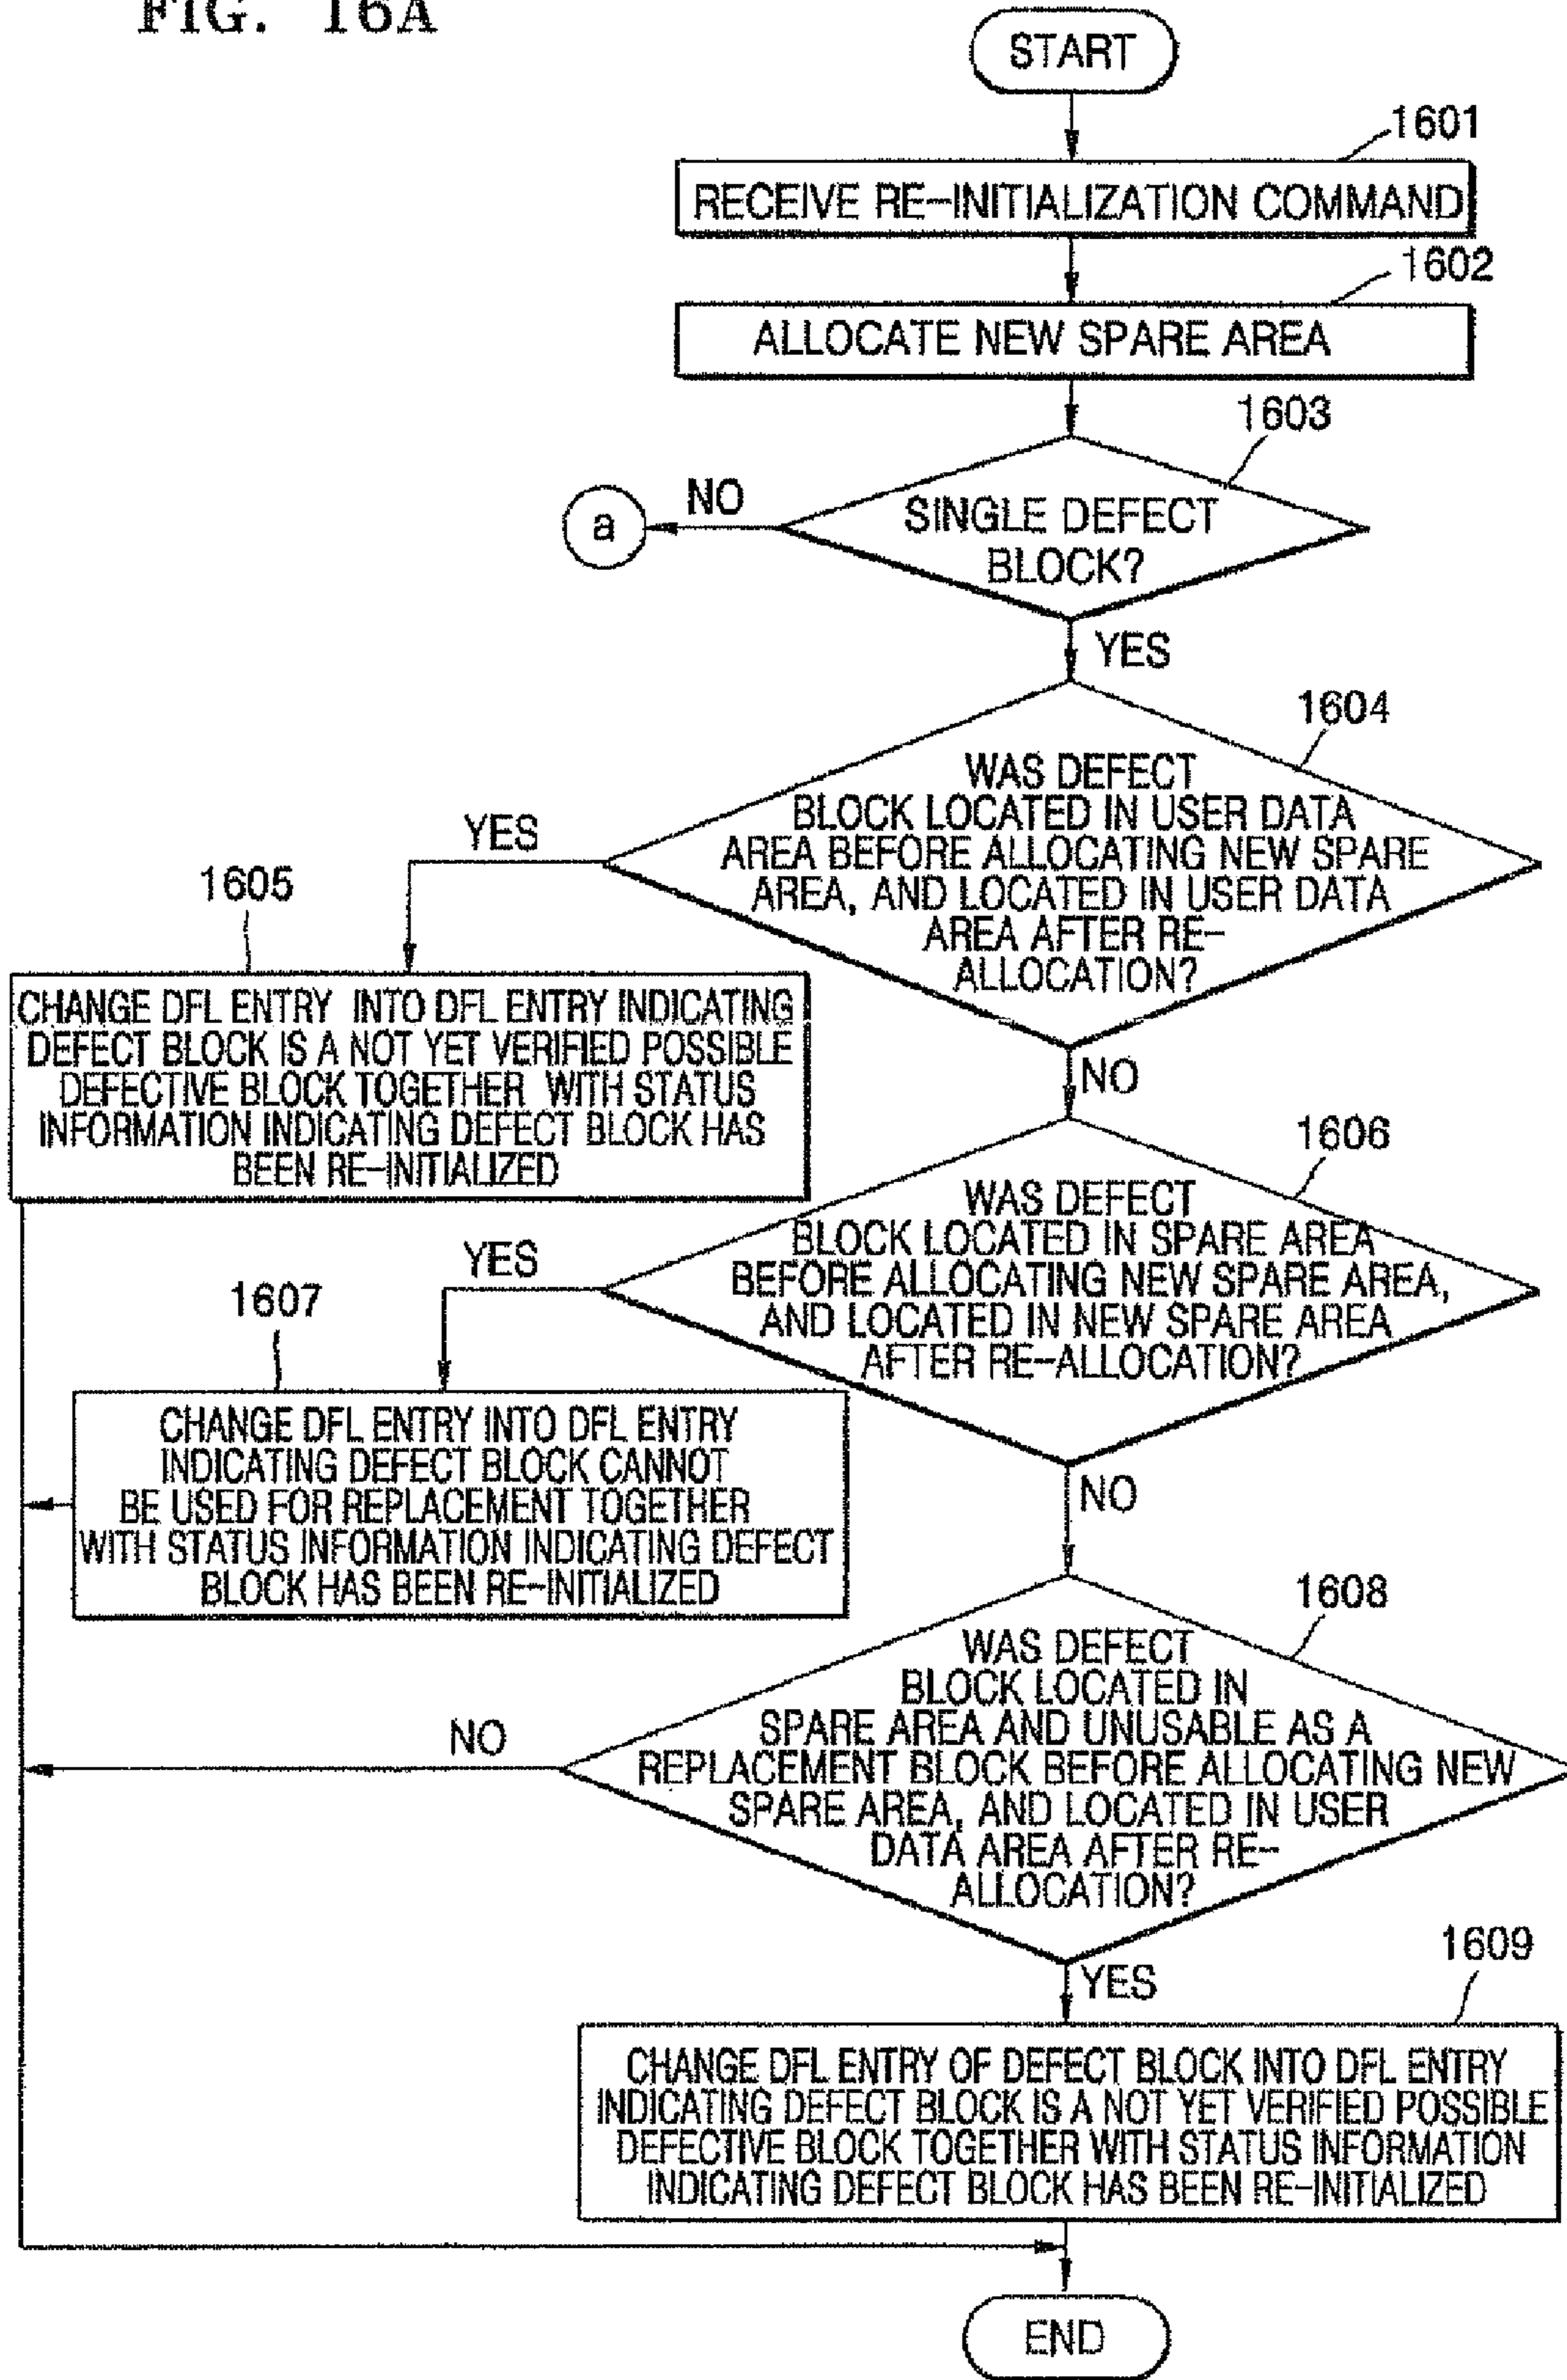 FIG. 16A
START
1601
RECEIVE RE-INITIALIZATION COMMAND
1602
ALLOCATE NEW SPARE AREA
1603
SINGLE DEFECT
BLOCK?
NO
a
YES
1604
WAS DEFECT
BLOCK LOCATED IN USER DATA
AREA BEFORE ALLOCATING NEW SPARE
AREA, AND LOCATED IN USER DATA
AREA AFTER RE-
ALLOCATION?
YES
1605
CHANGE DFL ENTRY INTO DFL ENTRY INDICATING
DEFECT BLOCK IS A NOT YET VERIFIED POSSIBLE
DEFECTIVE BLOCK TOGETHER WITH STATUS
INFORMATION INDICATING DEFECT BLOCK HAS
BEEN RE-INITIALIZED
NO
1606
WAS DEFECT
BLOCK LOCATED IN SPARE AREA
BEFORE ALLOCATING NEW SPARE AREA,
AND LOCATED IN NEW SPARE AREA
AFTER RE-ALLOCATION?
YES
1607
CHANGE DFL ENTRY INTO DFL ENTRY
INDICATING DEFECT BLOCK CANNOT
BE USED FOR REPLACEMENT TOGETHER
WITH STATUS INFORMATION INDICATING DEFECT
BLOCK HAS BEEN RE-INITIALIZED
NO
1608
WAS DEFECT
BLOCK LOCATED IN
SPARE AREA AND UNUSABLE AS A
REPLACEMENT BLOCK BEFORE ALLOCATING NEW
SPARE AREA, AND LOCATED IN USER
DATA AREA AFTER RE-
ALLOCATION?
NO
YES
1609
CHANGE DFL ENTRY OF DEFECT BLOCK INTO DFL ENTRY
INDICATING DEFECT BLOCK IS A NOT YET VERIFIED POSSIBLE
DEFECTIVE BLOCK TOGETHER WITH STATUS INFORMATION
INDICATING DEFECT BLOCK HAS BEEN RE-INITIALIZED
END